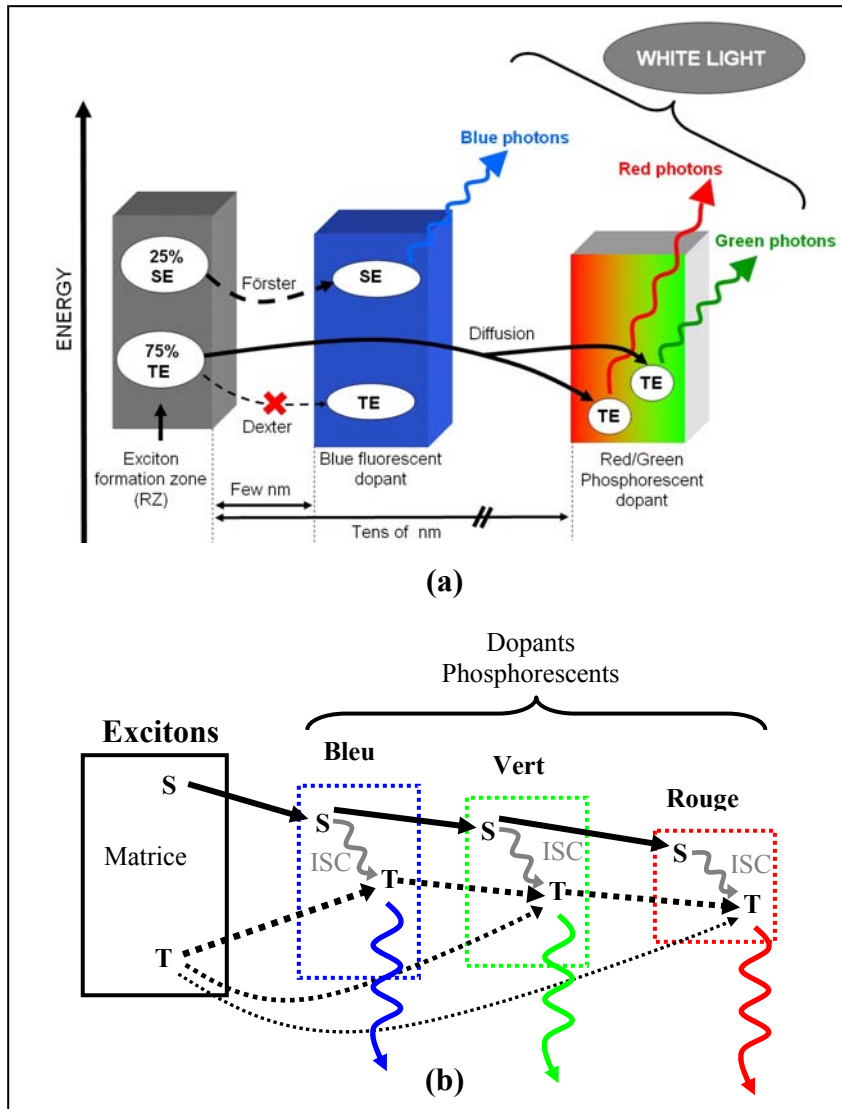 WHITE LIGHT
Blue photons
Red photons
Green photons
ENERGY
25%
SE
Förster
SE
75%
TE
Diffusion
TE
TE
Dexter
TE
Exciton
formation zone
(RZ)
Blue fluorescent
dopant
Red/Green
Phosphorescent
dopant
Few nm
Tens of nm
(a)
Dopants
Phosphorescents
Excitons
Bleu
Vert
Rouge
S
S
S
S
Matrice
ISC
ISC
ISC
T
T
T
T
(b)